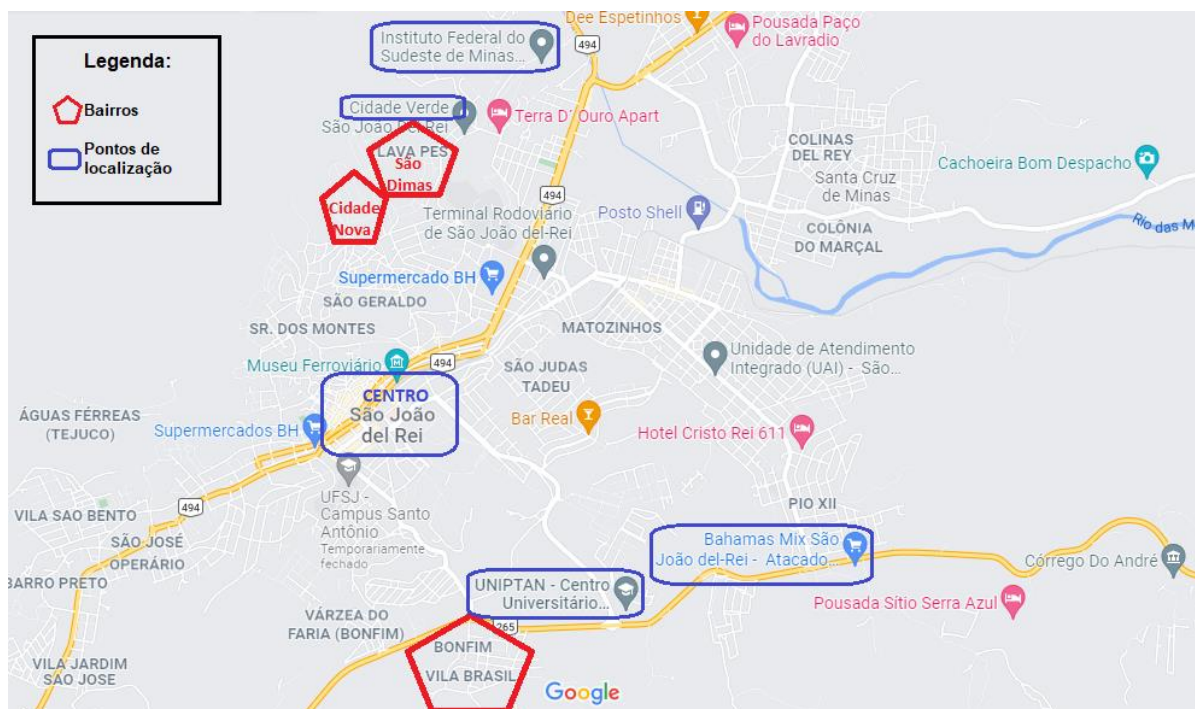 Legenda:
Bairros
Pontos de
localização
Dee Espetinhos
Pousada Paço
do Lavradio
Instituto Federal do
Sudeste de Minas...
494
Cidade Verde
São João Del Rei
Terra D´Ouro Apart
LAVA PES
São
Dimas
Cidade
Nova
COLINAS
DEL REY
Santa Cruz
de Minas
Cachoeira Bom Despacho
494
Terminal Rodoviário
de São João del-Rei
Posto Shell
COLÔNIA
DO MARÇAL
Rio das
Supermercado BH
SÃO GERALDO
SR. DOS MONTES
MATOZINHOS
Museu Ferroviário
494
SÃO JUDAS
TADEU
Unidade de Atendimento
Integrado (UAI) - São...
CENTRO
São João
del Rei
ÁGUAS FÉRREAS
(TEJUCO)
Supermercados BH
Bar Real
Hotel Cristo Rei 611
UFSJ -
Campus Santo
Antônio
Temporariamente
fechado
494
VILA SAO BENTO
SÃO JOSÉ
OPERÁRIO
PIO XII
Bahamas Mix São
João del-Rei - Atacado...
Córrego Do André
BARRO PRETO
UNIPTAN - Centro
Universitário...
Pousada Sítio Serra Azul
VÁRZEA DO
FARIA (BONFIM)
265
BONFIM
VILA BRASIL
VILA JARDIM
SAO JOSE
Google